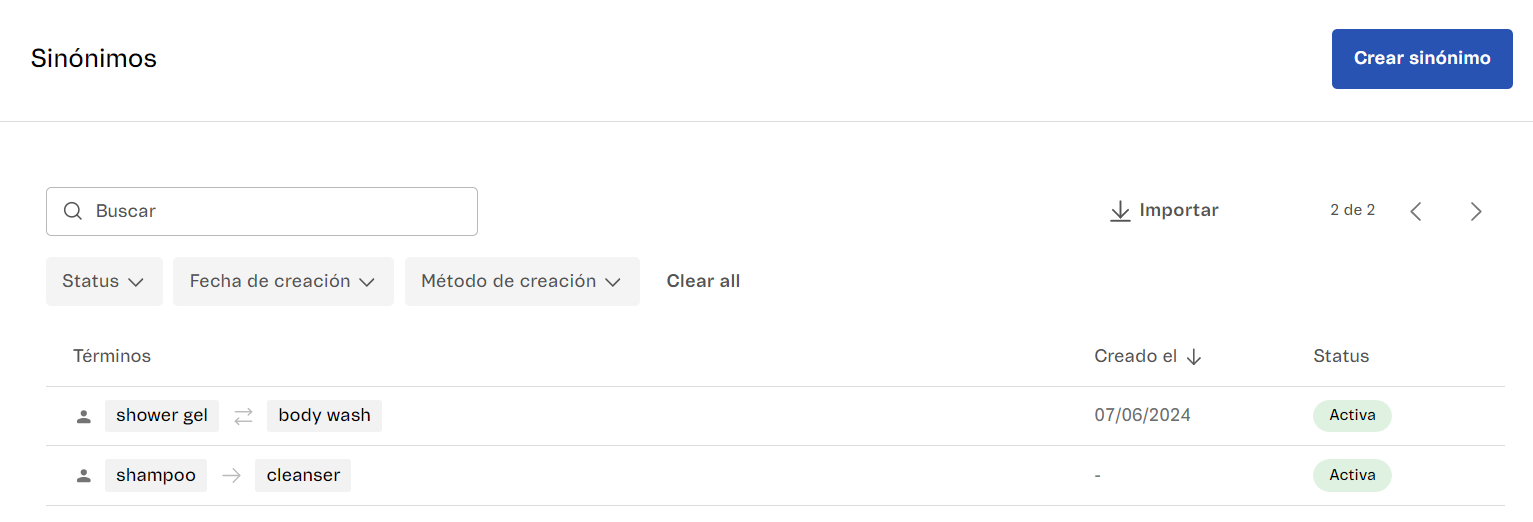 Sinónimos
Crear sinónimo
Buscar
Importar
2 de 2
Status
Fecha de creación
Método de creación
Clear all
Términos
Creado el
Status
shower gel
body wash
07/06/2024
Activa
shampoo
cleanser
-
Activa